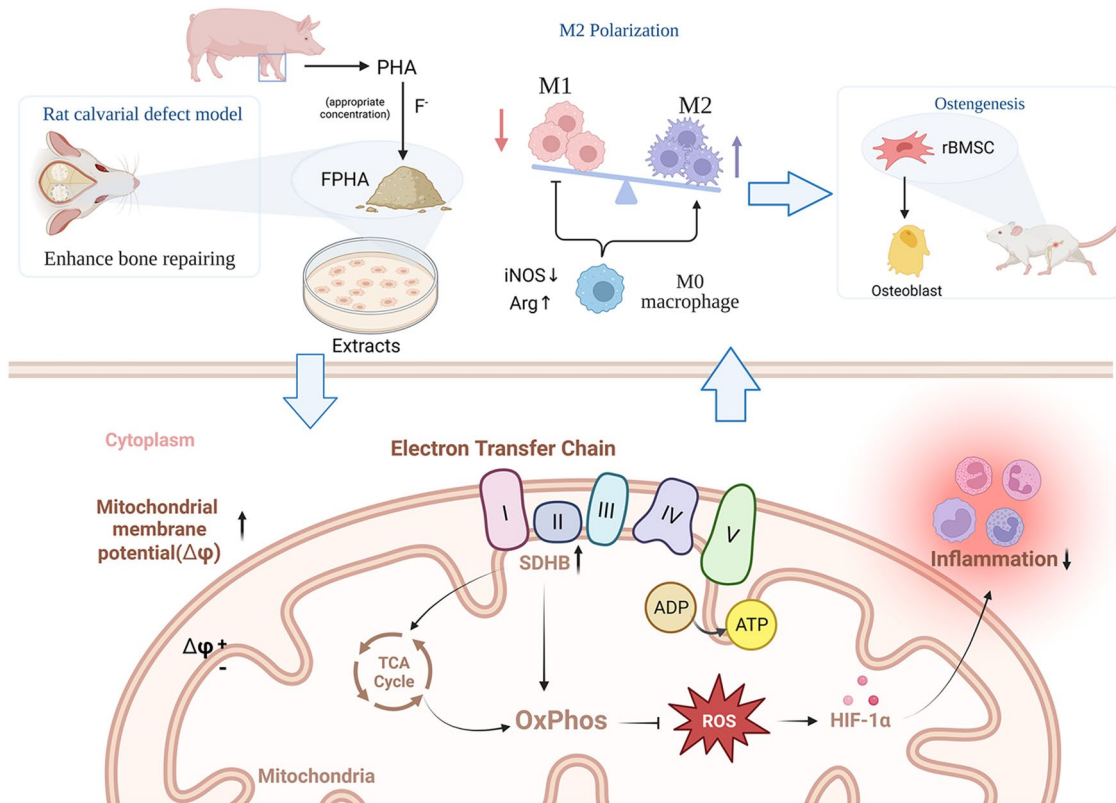 M2 Polarization
PHA
(appropriate
concentration)
F-
Rat calvarial defect model
FPHA
Enhance bone repairing
Extracts
M1
M2
iNOS↓
Arg↑
M0
macrophage
Ostengenesis
rBMSC
Osteoblast
Cytoplasm
Electron Transfer Chain
Mitochondrial
membrane
potential(Δφ)
I
II
III
IV
V
SDHB
ADP
ATP
Inflammation
Δφ +
-
TCA
Cycle
OxPhos
ROS
HIF-1α
Mitochondria